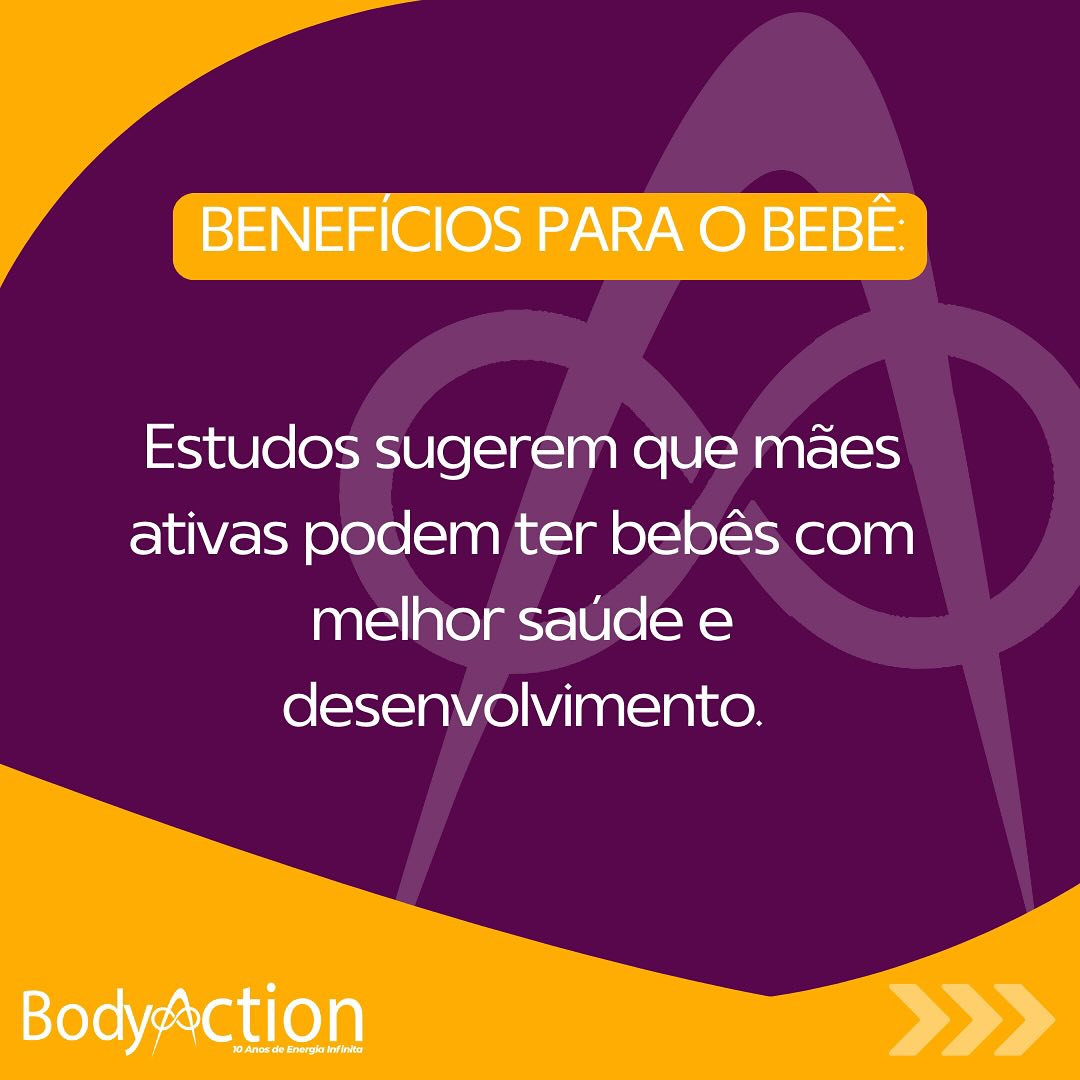 BENEFÍCIOS PARA O BEBÊ:
Estudos sugerem que mães
ativas podem ter bebês com
melhor saúde e
desenvolvimento.
BodyAction
10 Anos de Energia Infinita